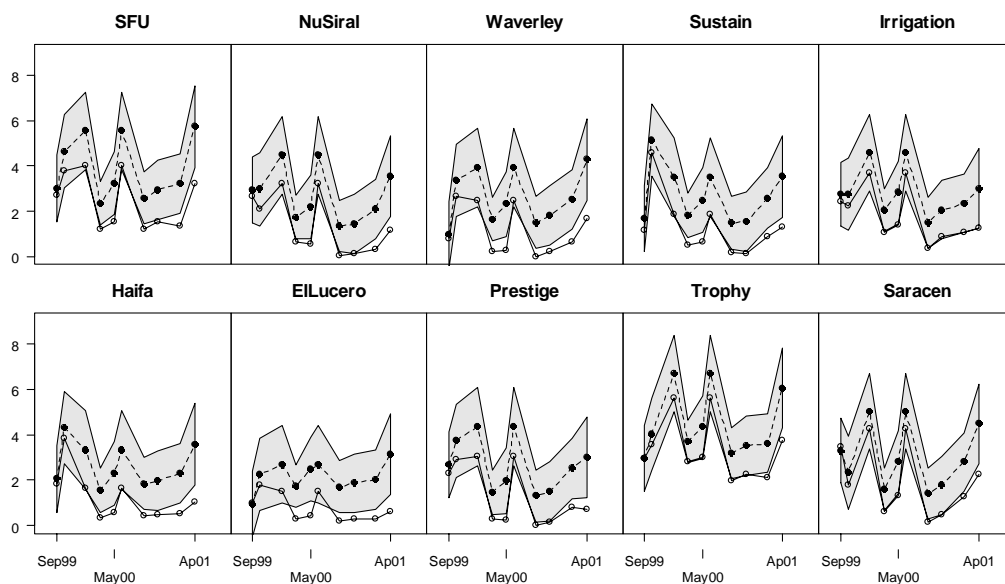 SFU NuSiral Waverley Sustain Irrigation
8
6
4
2
0
Haifa ElLucero Prestige Trophy Saracen
8
6
4
2
0
Sep99 Ap01 Sep99 Ap01 Sep99 Ap01 Sep99 Ap01 Sep99 Ap01
May00 May00 May00 May00 May00